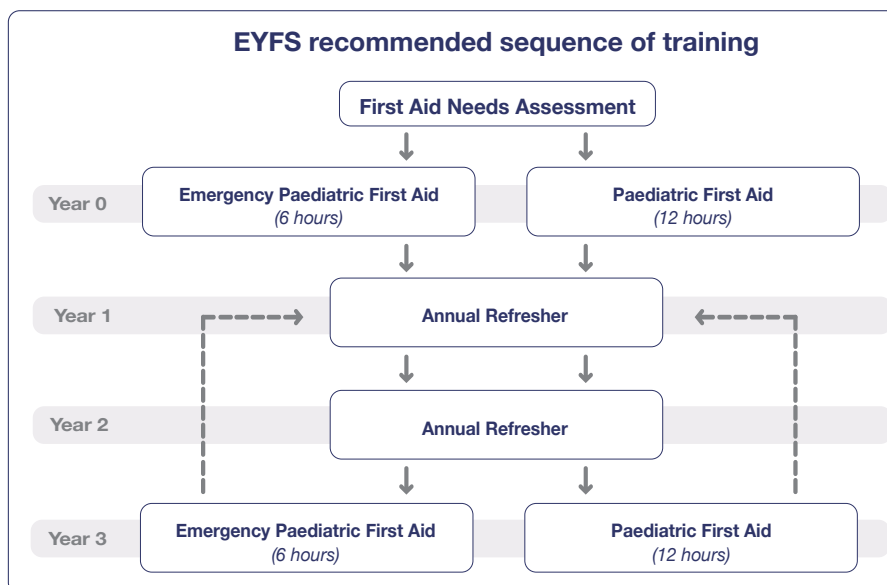 EYFS recommended sequence of training
First Aid Needs Assessment
Year 0
Emergency Paediatric First Aid
(6 hours)
Paediatric First Aid
(12 hours)
Year 1
Annual Refresher
Year 2
Annual Refresher
Year 3
Emergency Paediatric First Aid
(6 hours)
Paediatric First Aid
(12 hours)